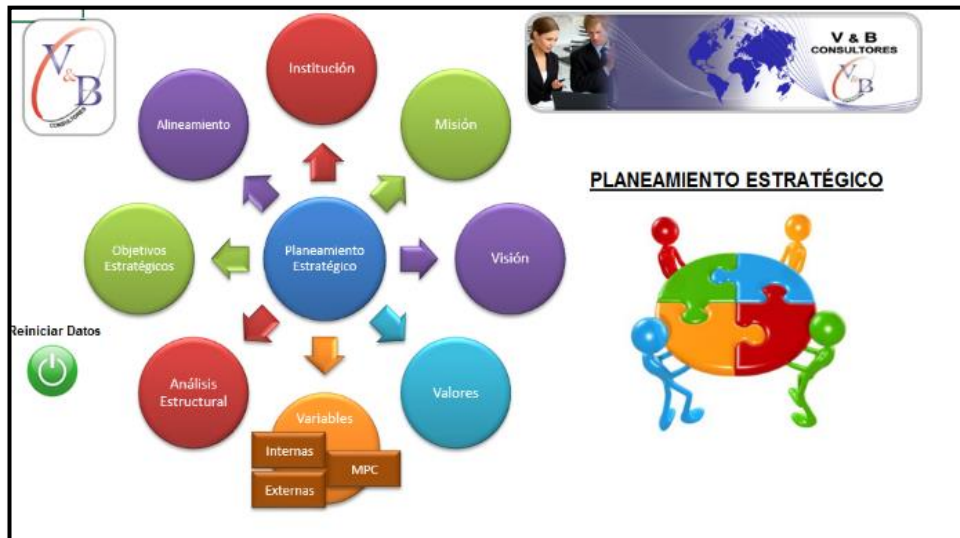 V
&
B
CONSULTORES
V & B
CONSULTORES
V
&
B
CONSULTORES
PLANEAMIENTO ESTRATÉGICO
Institución
Misión
Visión
Valores
Variables
Internas
MPC
Externas
Análisis
Estructural
Objetivos
Estratégicos
Alineamiento
Planeamiento
Estratégico
Reiniciar Datos